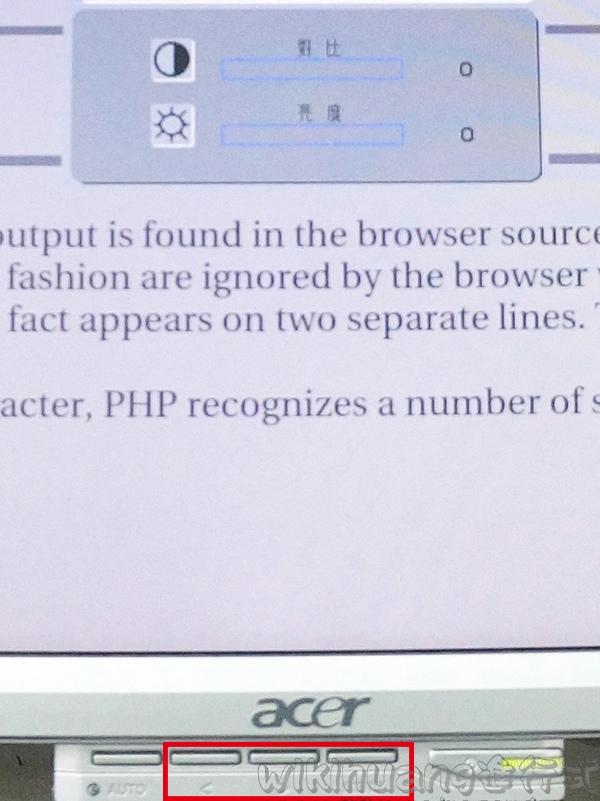 對比
0
亮度
0
output is found in the browser source
fashion are ignored by the browser
fact appears on two separate lines.
acter, PHP recognizes a number of s
acer
AUTO <
wikihuang